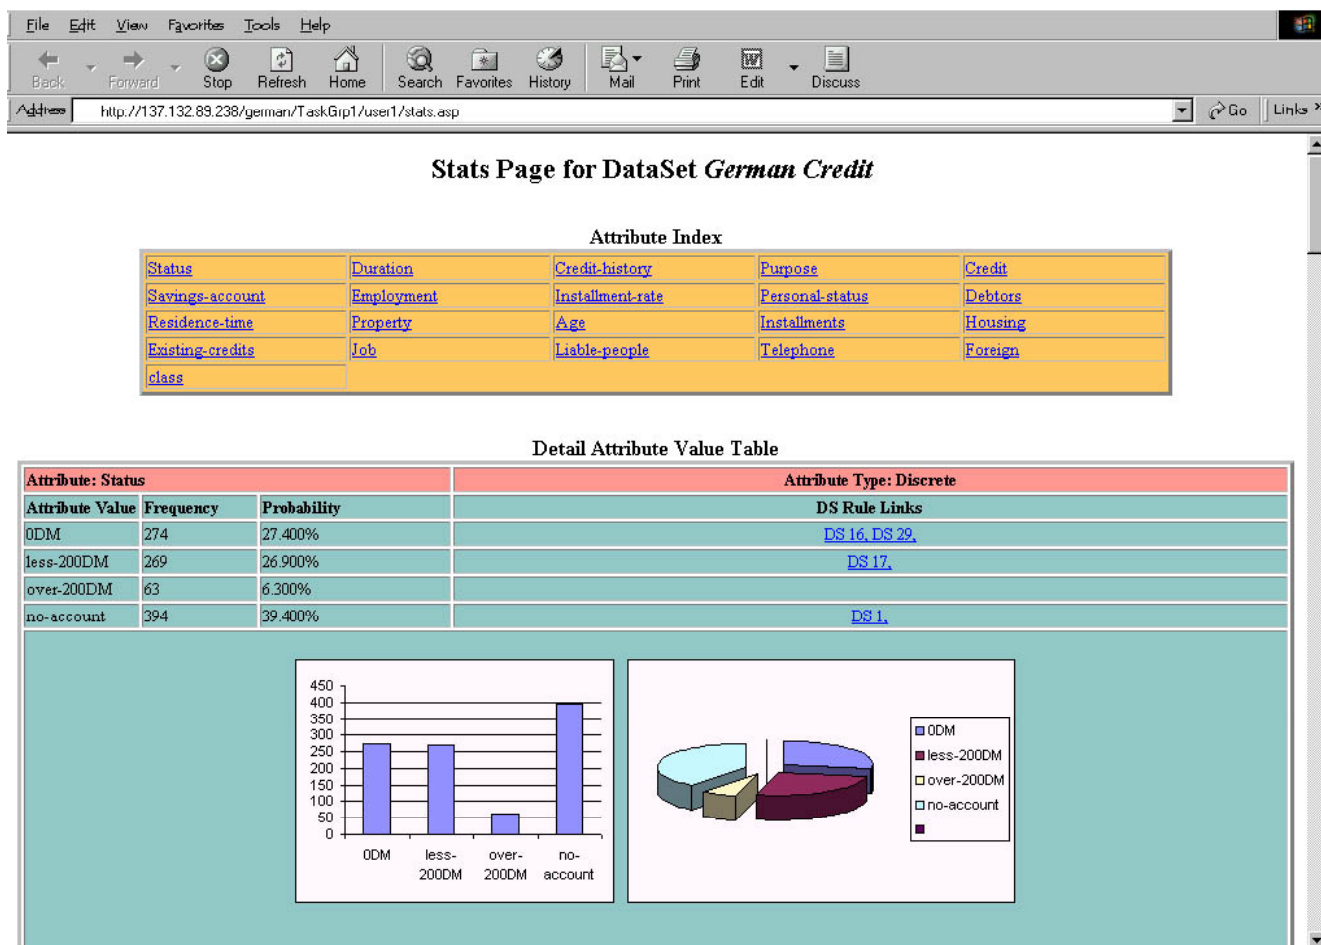 File Edit View Favorites Tools Help
Back Forward Stop Refresh Home Search Favorites History Mail Print Edit Discuss
Address http://137.132.89.238/german/TaskGrp1/user1/stats.asp Go Links »
Stats Page for DataSet German Credit
Attribute Index
Status Duration Credit-history Purpose Credit
Savings-account Employment Installment-rate Personal-status Debtors
Residence-time Property Age Installments Housing
Existing-credits Job Liable-people Telephone Foreign
class
Detail Attribute Value Table
Attribute: Status Attribute Type: Discrete
Attribute Value Frequency Probability DS Rule Links
0DM 274 27.400% DS 16, DS 29,
less-200DM 269 26.900% DS 17,
over-200DM 63 6.300%
no-account 394 39.400% DS 1,
450
400
350
300
250
200
150
100
50
0
0DM less- over- no-
200DM 200DM account
0DM
less-200DM
over-200DM
no-account